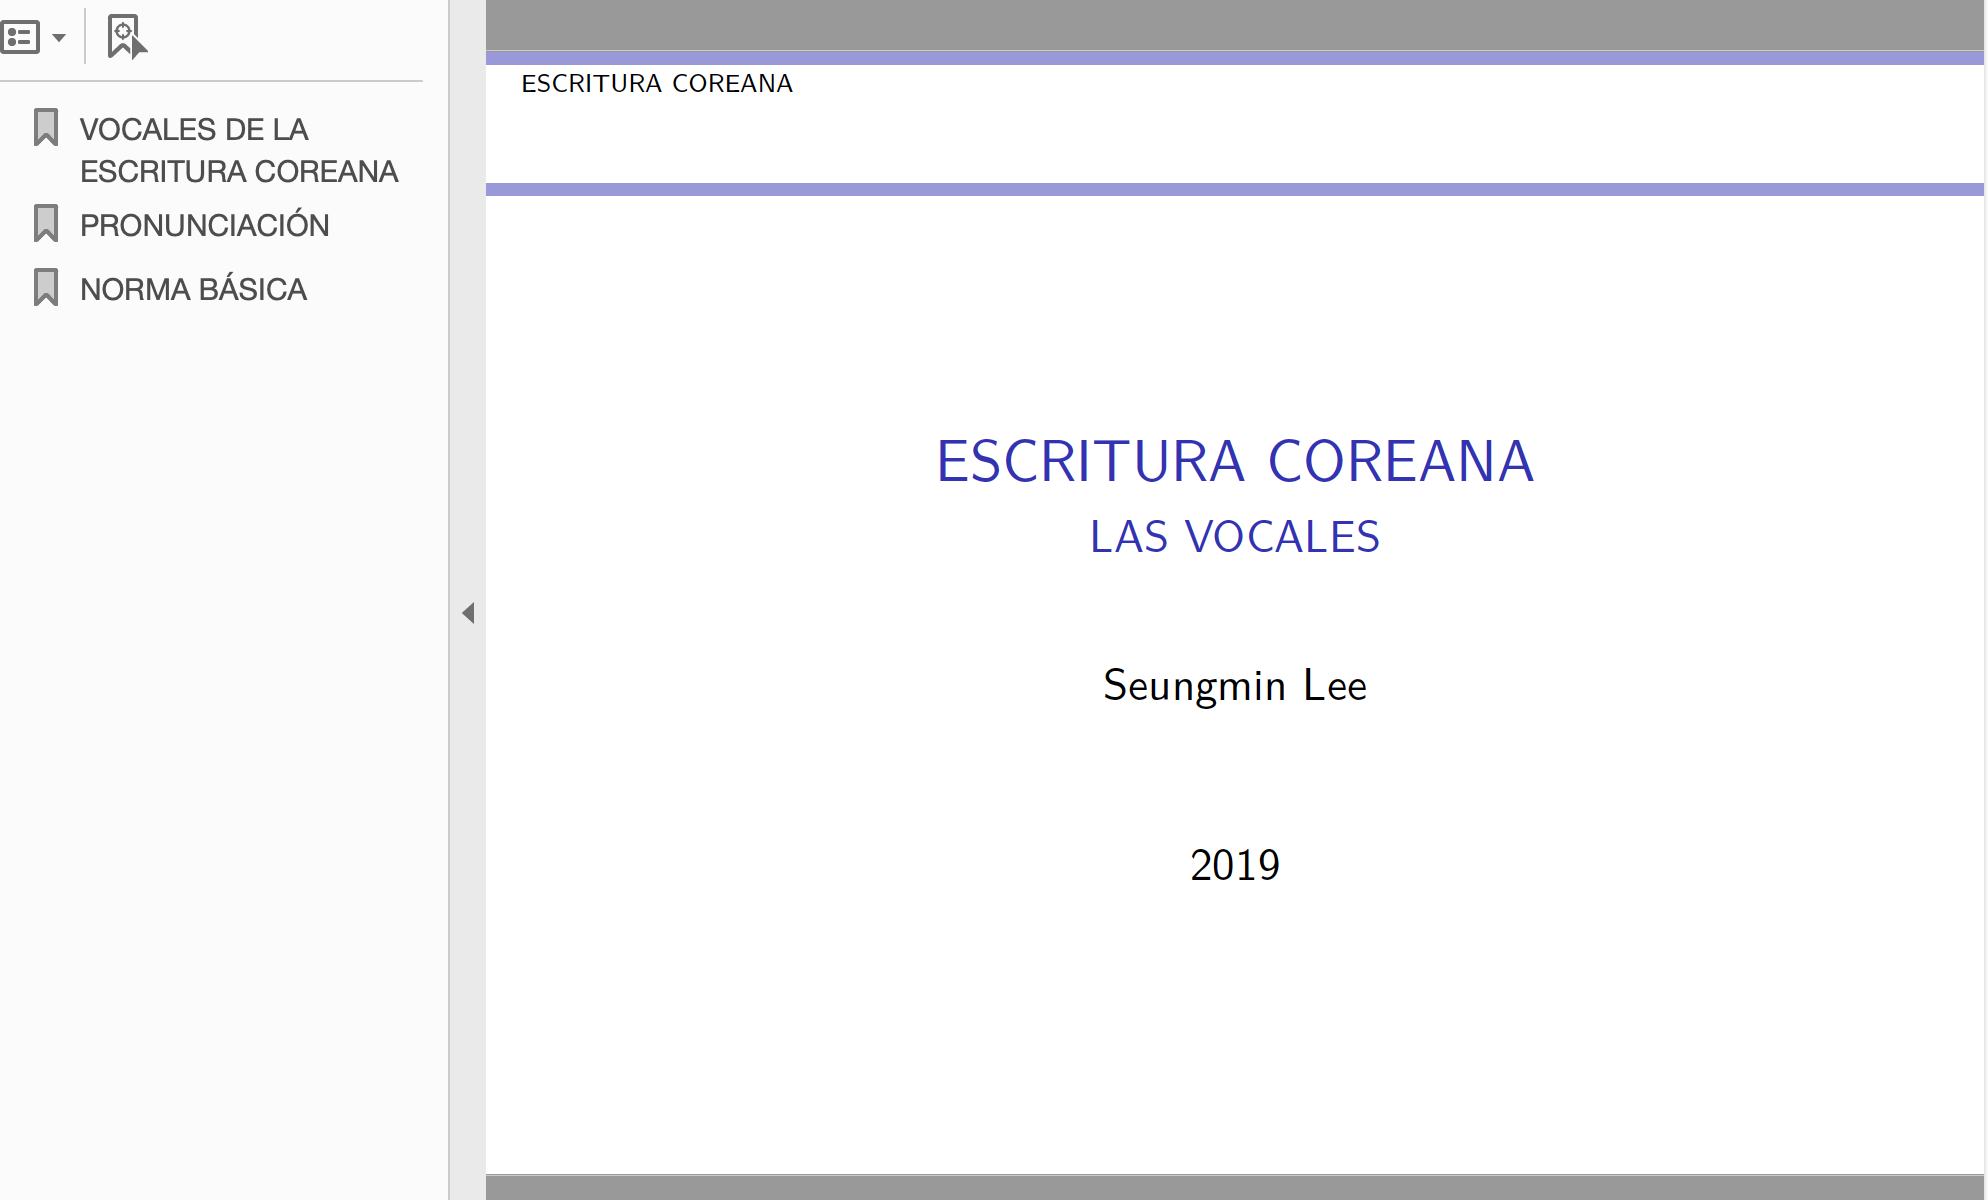 VOCALES DE LA
ESCRITURA COREANA
PRONUNCIACIÓN
NORMA BÁSICA
ESCRITURA COREANA
ESCRITURA COREANA
LAS VOCALES
Seungmin Lee
2019